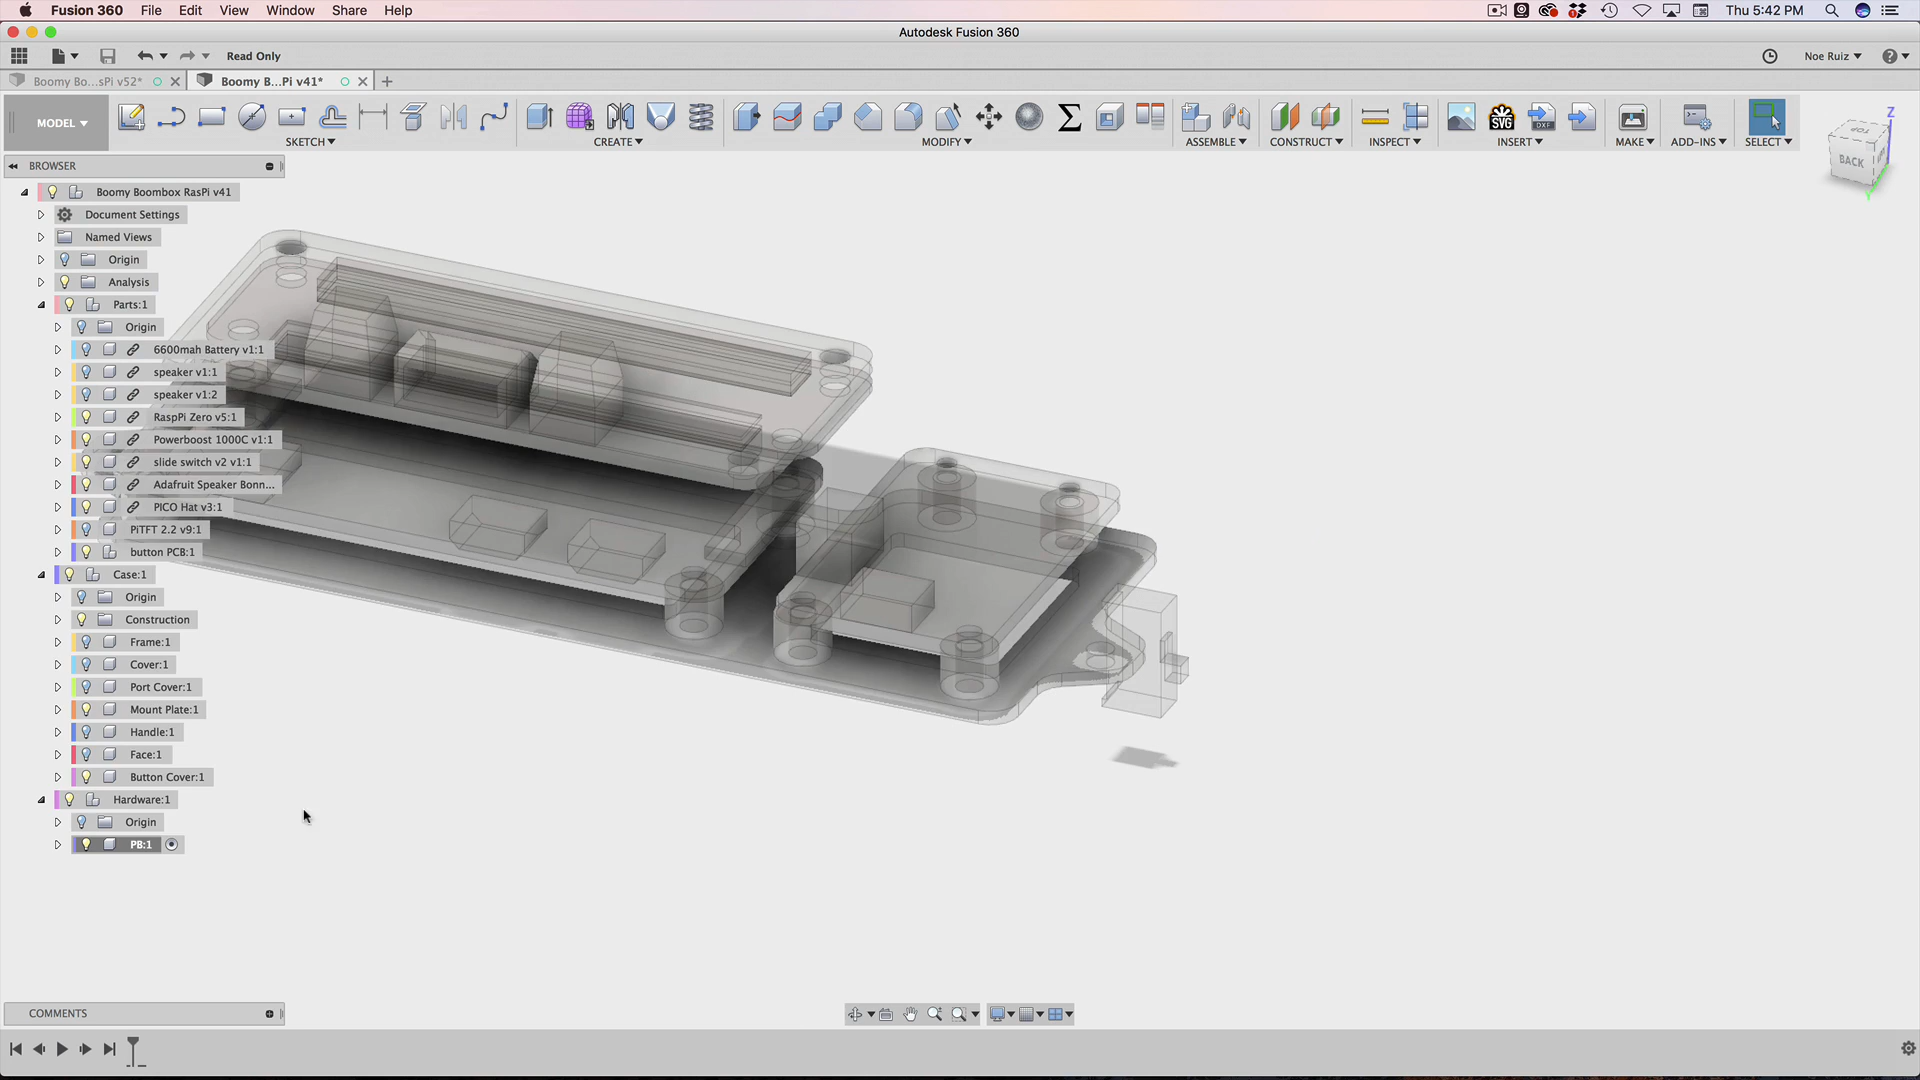 Fusion 360 File Edit View Window Share Help Thu 5:42 PM
Autodesk Fusion 360
Read Only Noe Ruiz
Boomy Bo...sPi v52* Boomy B...Pi v41*
MODEL
SKETCH CREATE MODIFY ASSEMBLE CONSTRUCT INSPECT INSERT MAKE ADD-INS SELECT
SVG
DXF
TOP
BACK
Z
Y
BROWSER
Boomy Boombox RasPi v41
Document Settings
Named Views
Origin
Analysis
Parts:1
Origin
6600mah Battery v1:1
speaker v1:1
speaker v1:2
RaspPi Zero v5:1
Powerboost 1000C v1:1
slide switch v2 v1:1
Adafruit Speaker Bonn...
PICO Hat v3:1
PiTFT 2.2 v9:1
button PCB:1
Case:1
Origin
Construction
Frame:1
Cover:1
Port Cover:1
Mount Plate:1
Handle:1
Face:1
Button Cover:1
Hardware:1
Origin
PB:1
COMMENTS